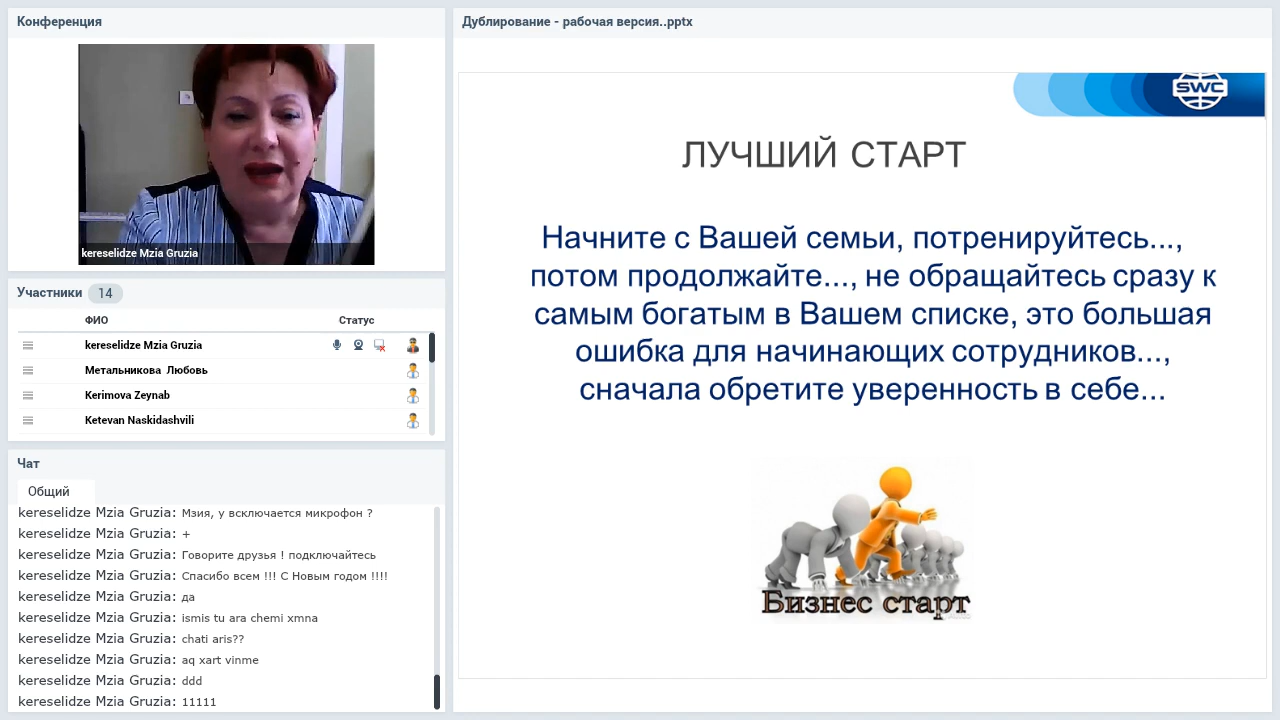 Конференция
kereselidze Mzia Gruzia
Участники 14
ФИО Статус
kereselidze Mzia Gruzia
Метальникова Любовь
Kerimova Zeynab
Ketevan Naskidashvili
Чат
Общий
kereselidze Mzia Gruzia: Мзия, у всключается микрофон ?
kereselidze Mzia Gruzia: +
kereselidze Mzia Gruzia: Говорите друзья ! подключайтесь
kereselidze Mzia Gruzia: Спасибо всем !!! С Новым годом !!!!
kereselidze Mzia Gruzia: да
kereselidze Mzia Gruzia: ismis tu ara chemi xmna
kereselidze Mzia Gruzia: chati aris??
kereselidze Mzia Gruzia: aq xart vinme
kereselidze Mzia Gruzia: ddd
kereselidze Mzia Gruzia: 11111
Дублирование - рабочая версия..pptx
SWC
ЛУЧШИЙ СТАРТ
Начните с Вашей семьи, потренируйтесь...,
потом продолжайте..., не обращайтесь сразу к
самым богатым в Вашем списке, это большая
ошибка для начинающих сотрудников...,
сначала обретите уверенность в себе...
Бизнес старт